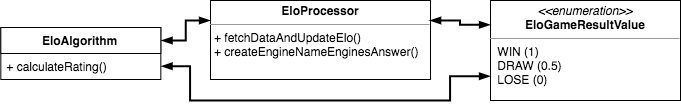 EloAlgorithm
+ calculateRating()
EloProcessor
+ fetchDataAndUpdateElo()
+ createEngineNameEnginesAnswer()
<<enumeration>>
EloGameResultValue
WIN (1)
DRAW (0.5)
LOSE (0)